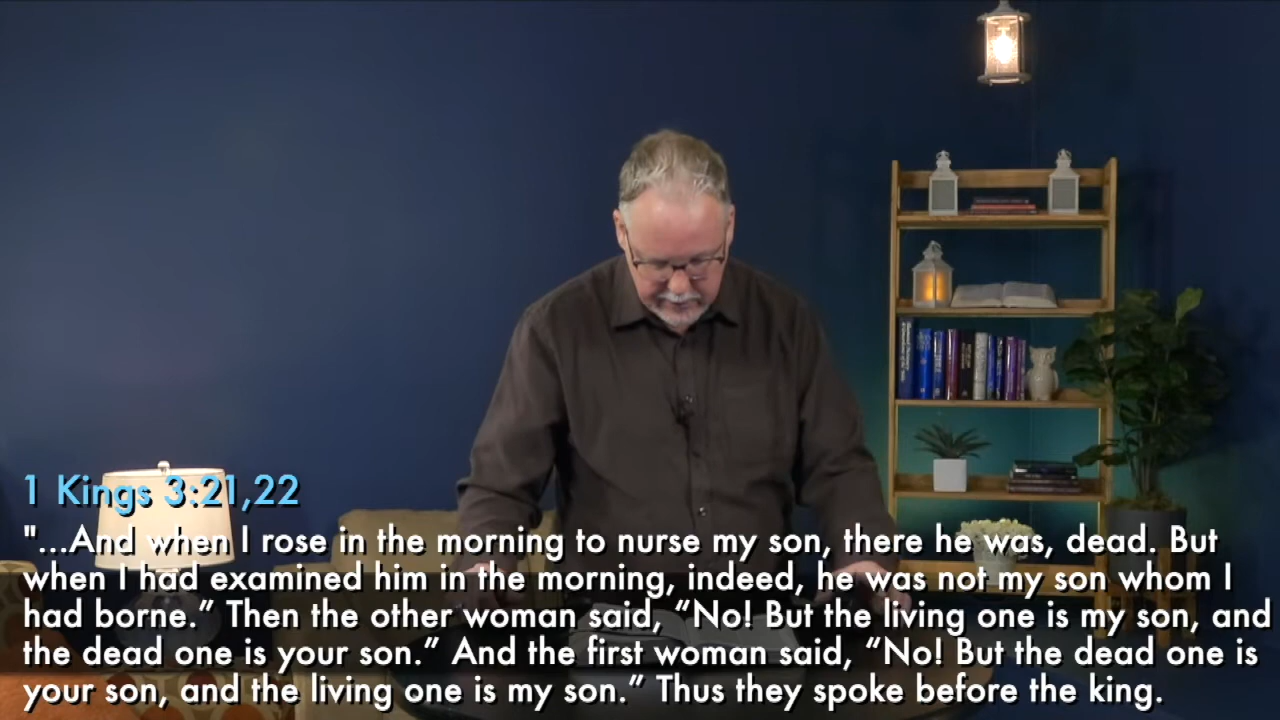 1 Kings 3:21,22
"...And when I rose in the morning to nurse my son, there he was, dead. But
when I had examined him in the morning, indeed, he was not my son whom I
had borne.” Then the other woman said, “No! But the living one is my son, and
the dead one is your son.” And the first woman said, “No! But the dead one is
your son, and the living one is my son.” Thus they spoke before the king.